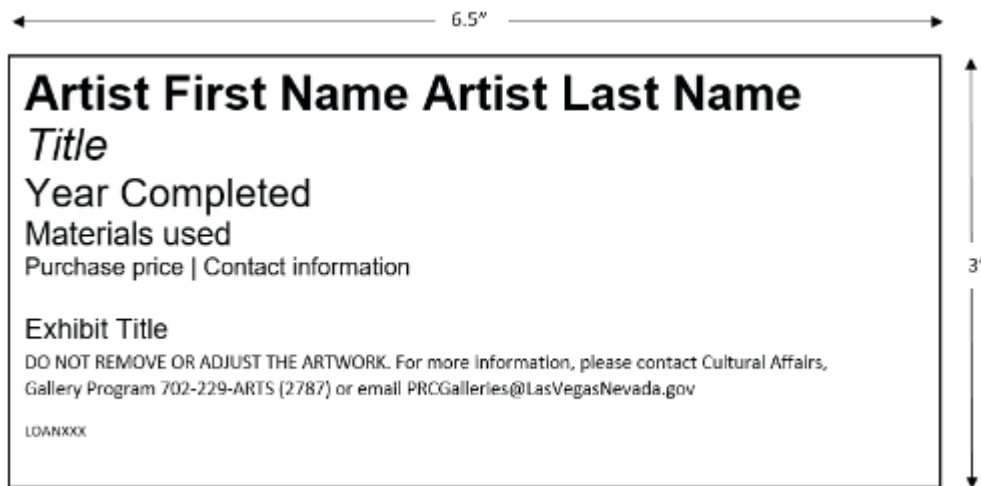 6.5"
Artist First Name Artist Last Name
Title
Year Completed
Materials used
Purchase price | Contact information
3"
Exhibit Title
DO NOT REMOVE OR ADJUST THE ARTWORK. For more information, please contact Cultural Affairs,
Gallery Program 702-229-ARTS (2787) or email PRCGalleries@LasVegasNevada.gov
LOANXXX